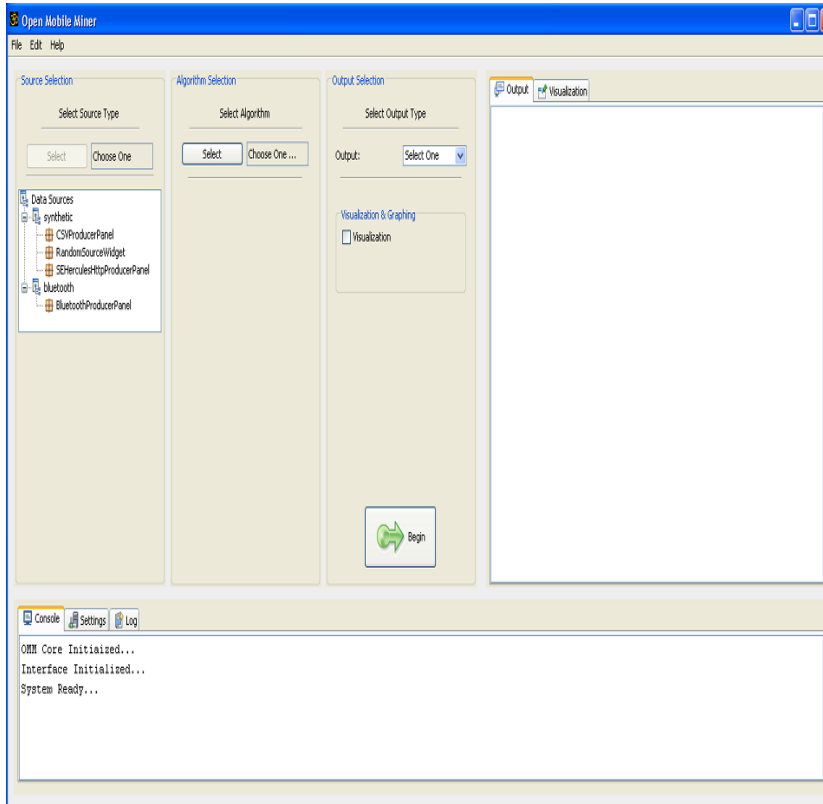 Open Mobile Miner
File Edit Help
Source Selection
Select Source Type
Select
Choose One
Data Sources
synthetic
CSVProducerPanel
RandomSourceWidget
SEHerculesHttpProducerPanel
bluetooth
BluetoothProducerPanel
Algorithm Selection
Select Algorithm
Select
Choose One ...
Output Selection
Select Output Type
Output:
Select One
Visualization & Graphing
Visualization
Begin
Output
Visualization
Console
Settings
Log
OMM Core Initiaized...
Interface Initialized...
System Ready...